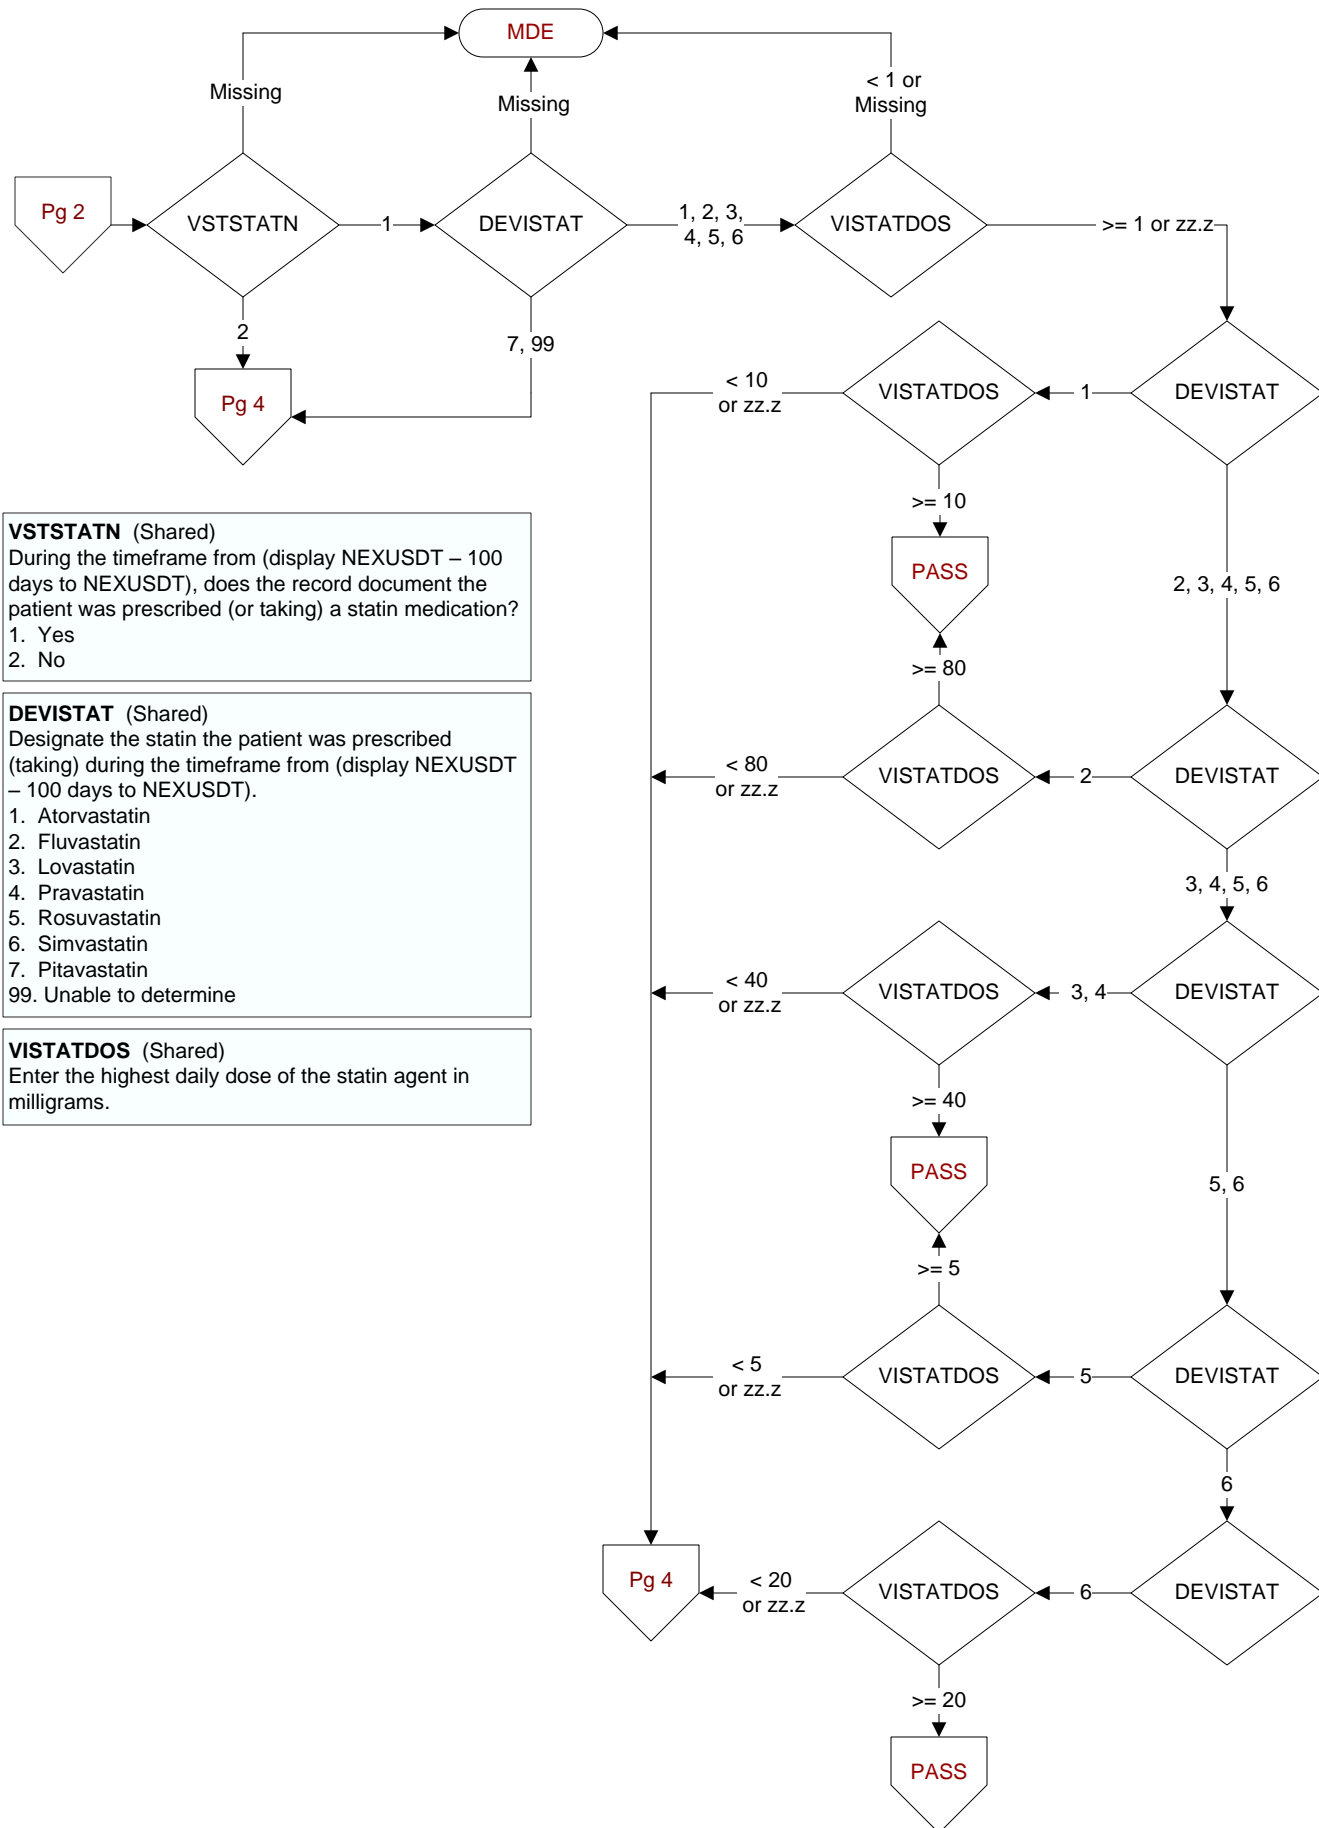 MDE
Missing
Missing
< 1 or
Missing
Pg 2
VSTSTATN
1
DEVISTAT
1, 2, 3,
4, 5, 6
VISTATDOS
>= 1 or zz.z
2
7, 99
Pg 4
< 10
or zz.z
VISTATDOS
1
DEVISTAT
>= 10
PASS
2, 3, 4, 5, 6
>= 80
< 80
or zz.z
VISTATDOS
2
DEVISTAT
3, 4, 5, 6
< 40
or zz.z
VISTATDOS
3, 4
DEVISTAT
>= 40
PASS
5, 6
>= 5
< 5
or zz.z
VISTATDOS
5
DEVISTAT
6
Pg 4
< 20
or zz.z
VISTATDOS
6
DEVISTAT
>= 20
PASS
VSTSTATN (Shared)
During the timeframe from (display NEXUSDT – 100
days to NEXUSDT), does the record document the
patient was prescribed (or taking) a statin medication?
1. Yes
2. No
DEVISTAT (Shared)
Designate the statin the patient was prescribed
(taking) during the timeframe from (display NEXUSDT
– 100 days to NEXUSDT).
1. Atorvastatin
2. Fluvastatin
3. Lovastatin
4. Pravastatin
5. Rosuvastatin
6. Simvastatin
7. Pitavastatin
99. Unable to determine
VISTATDOS (Shared)
Enter the highest daily dose of the statin agent in
milligrams.